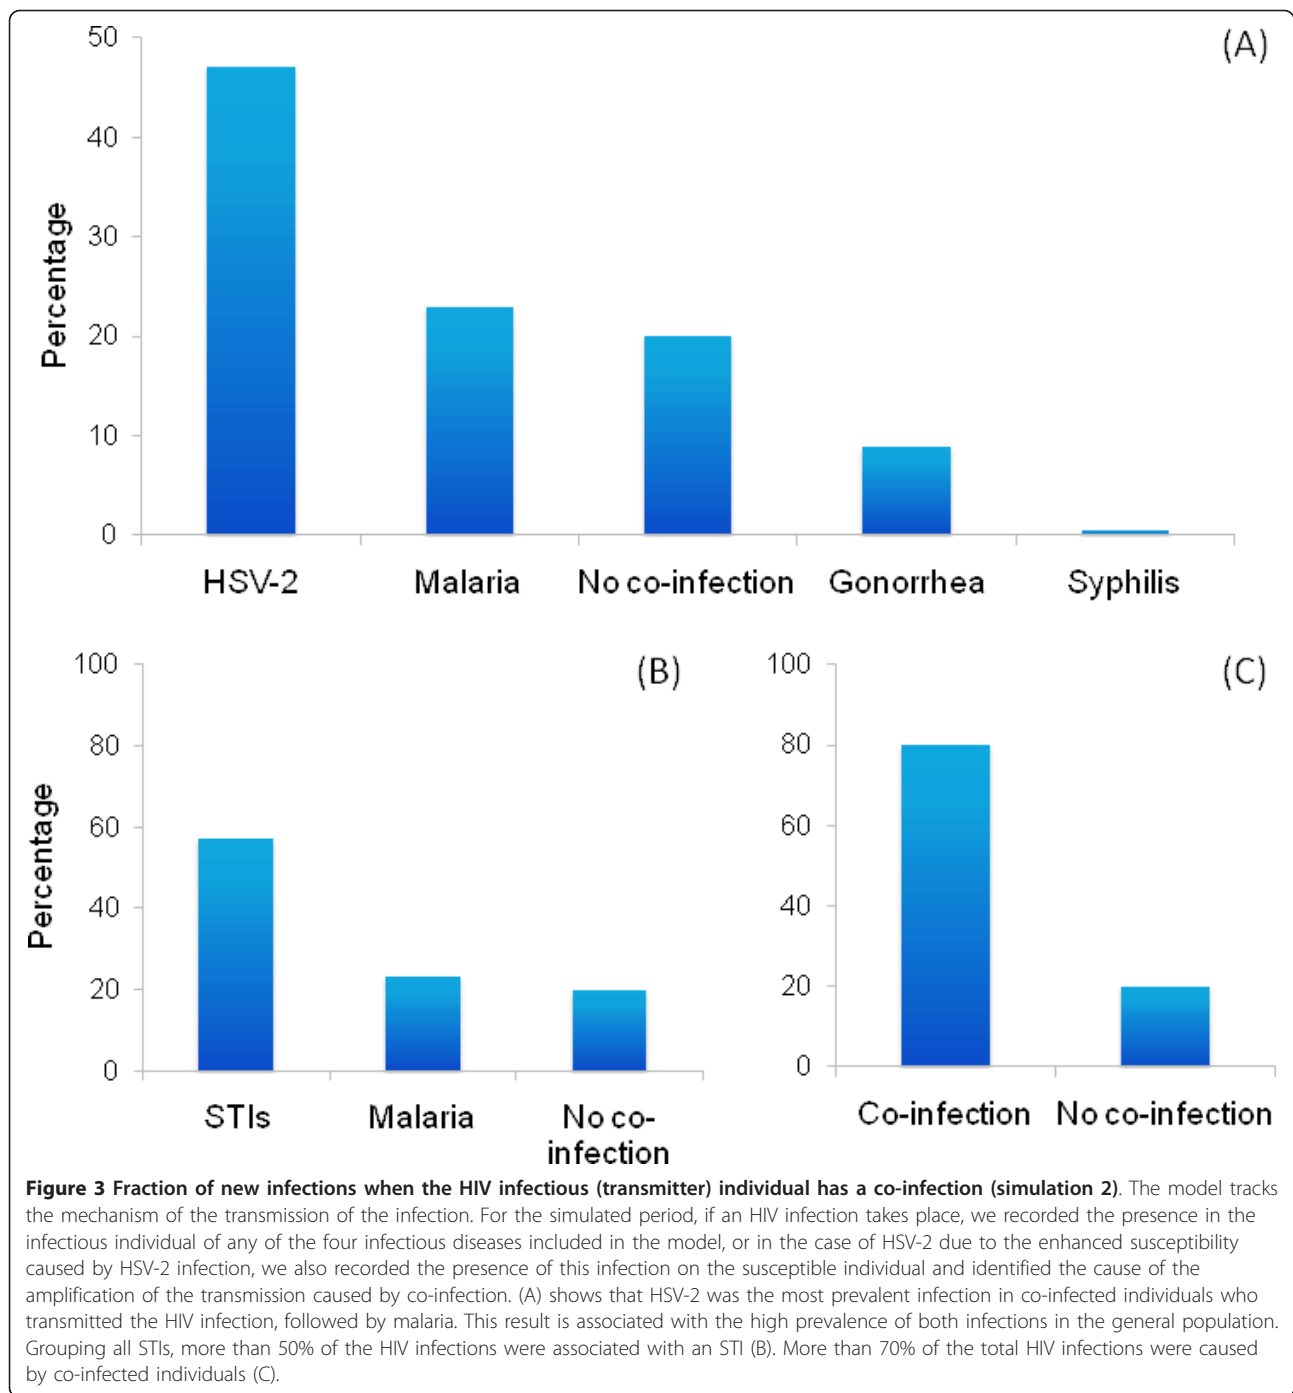 (A)
50
40
30
20
10
0
Percentage
HSV-2 Malaria No co-infection Gonorrhea Syphilis
(B)
100
80
60
40
20
0
Percentage
STIs Malaria No co-
infection
(C)
100
80
60
40
20
0
Co-infection No co-infection
Figure 3 Fraction of new infections when the HIV infectious (transmitter) individual has a co-infection (simulation 2). The model tracks
the mechanism of the transmission of the infection. For the simulated period, if an HIV infection takes place, we recorded the presence in the
infectious individual of any of the four infectious diseases included in the model, or in the case of HSV-2 due to the enhanced susceptibility
caused by HSV-2 infection, we also recorded the presence of this infection on the susceptible individual and identified the cause of the
amplification of the transmission caused by co-infection. (A) shows that HSV-2 was the most prevalent infection in co-infected individuals who
transmitted the HIV infection, followed by malaria. This result is associated with the high prevalence of both infections in the general population.
Grouping all STIs, more than 50% of the HIV infections were associated with an STI (B). More than 70% of the total HIV infections were caused
by co-infected individuals (C).